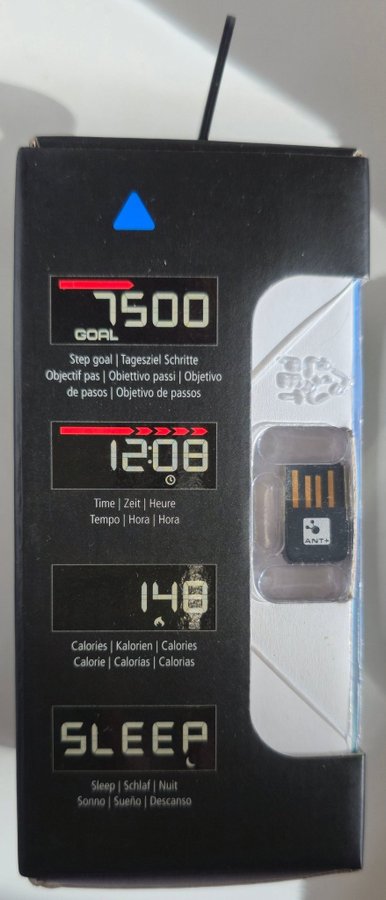 7500
GOAL
Step goal | Tagesziel Schritte
Objectif pas | Obiettivo passi | Objetivo
de pasos | Objetivo de passos
12:08
Time | Zeit | Heure
Tempo | Hora | Hora
148
Calories | Kalorien | Calories
Calorie | Calorías | Calorias
SLEEP
Sleep | Schlaf | Nuit
Sonno | Sueño | Descanso
ANT+